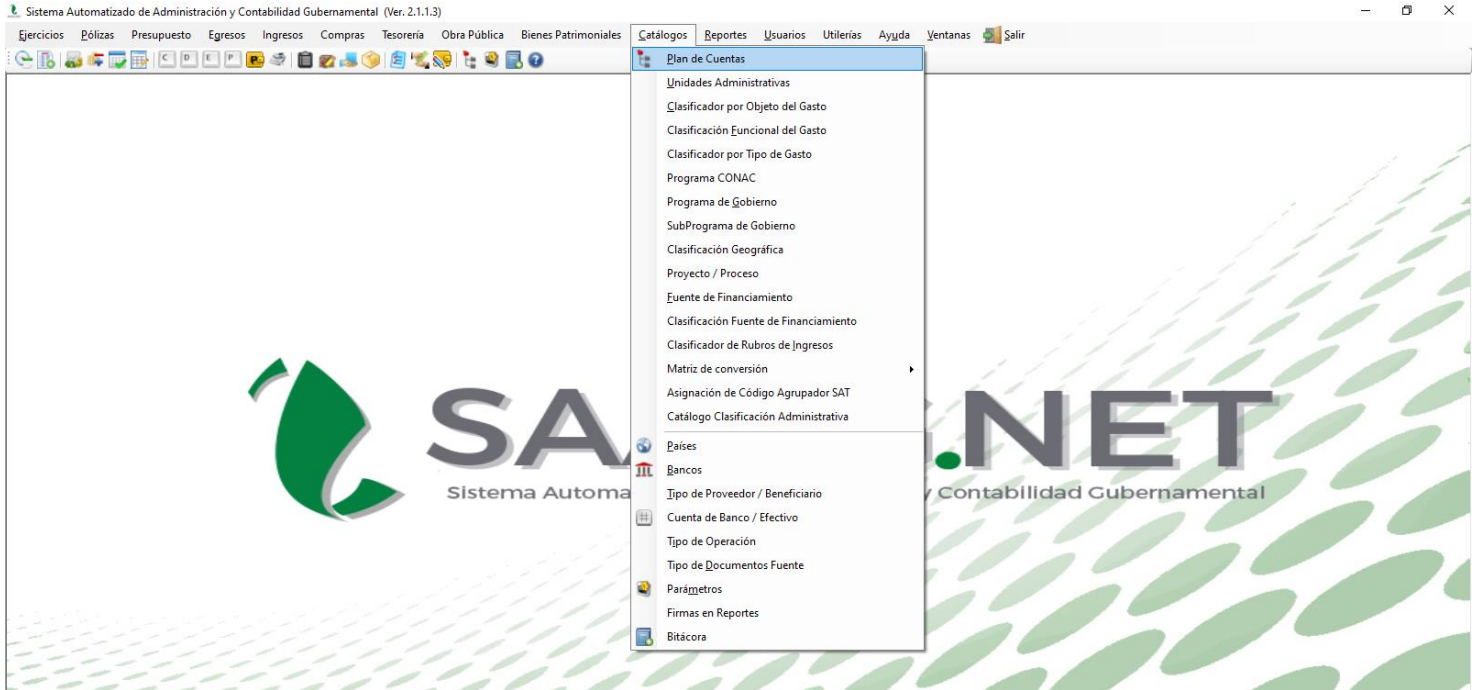 Sistema Automatizado de Administración y Contabilidad Gubernamental (Ver. 2.1.1.3)
Ejercicios Pólizas Presupuesto Egresos Ingresos Compras Tesorería Obra Pública Bienes Patrimoniales Catálogos Reportes Usuarios Utilerías Ayuda Ventanas Salir
C D E P P
Plan de Cuentas
Unidades Administrativas
Clasificador por Objeto del Gasto
Clasificación Funcional del Gasto
Clasificador por Tipo de Gasto
Programa CONAC
Programa de Gobierno
SubPrograma de Gobierno
Clasificación Geográfica
Proyecto / Proceso
Fuente de Financiamiento
Clasificación Fuente de Financiamiento
Clasificador de Rubros de Ingresos
Matriz de conversión
Asignación de Código Agrupador SAT
Catálogo Clasificación Administrativa
Países
Bancos
Tipo de Proveedor / Beneficiario
Cuenta de Banco / Efectivo
Tipo de Operación
Tipo de Documentos Fuente
Parámetros
Firmas en Reportes
Bitácora
SA .NET
Sistema Automa y Contabilidad Gubernamental